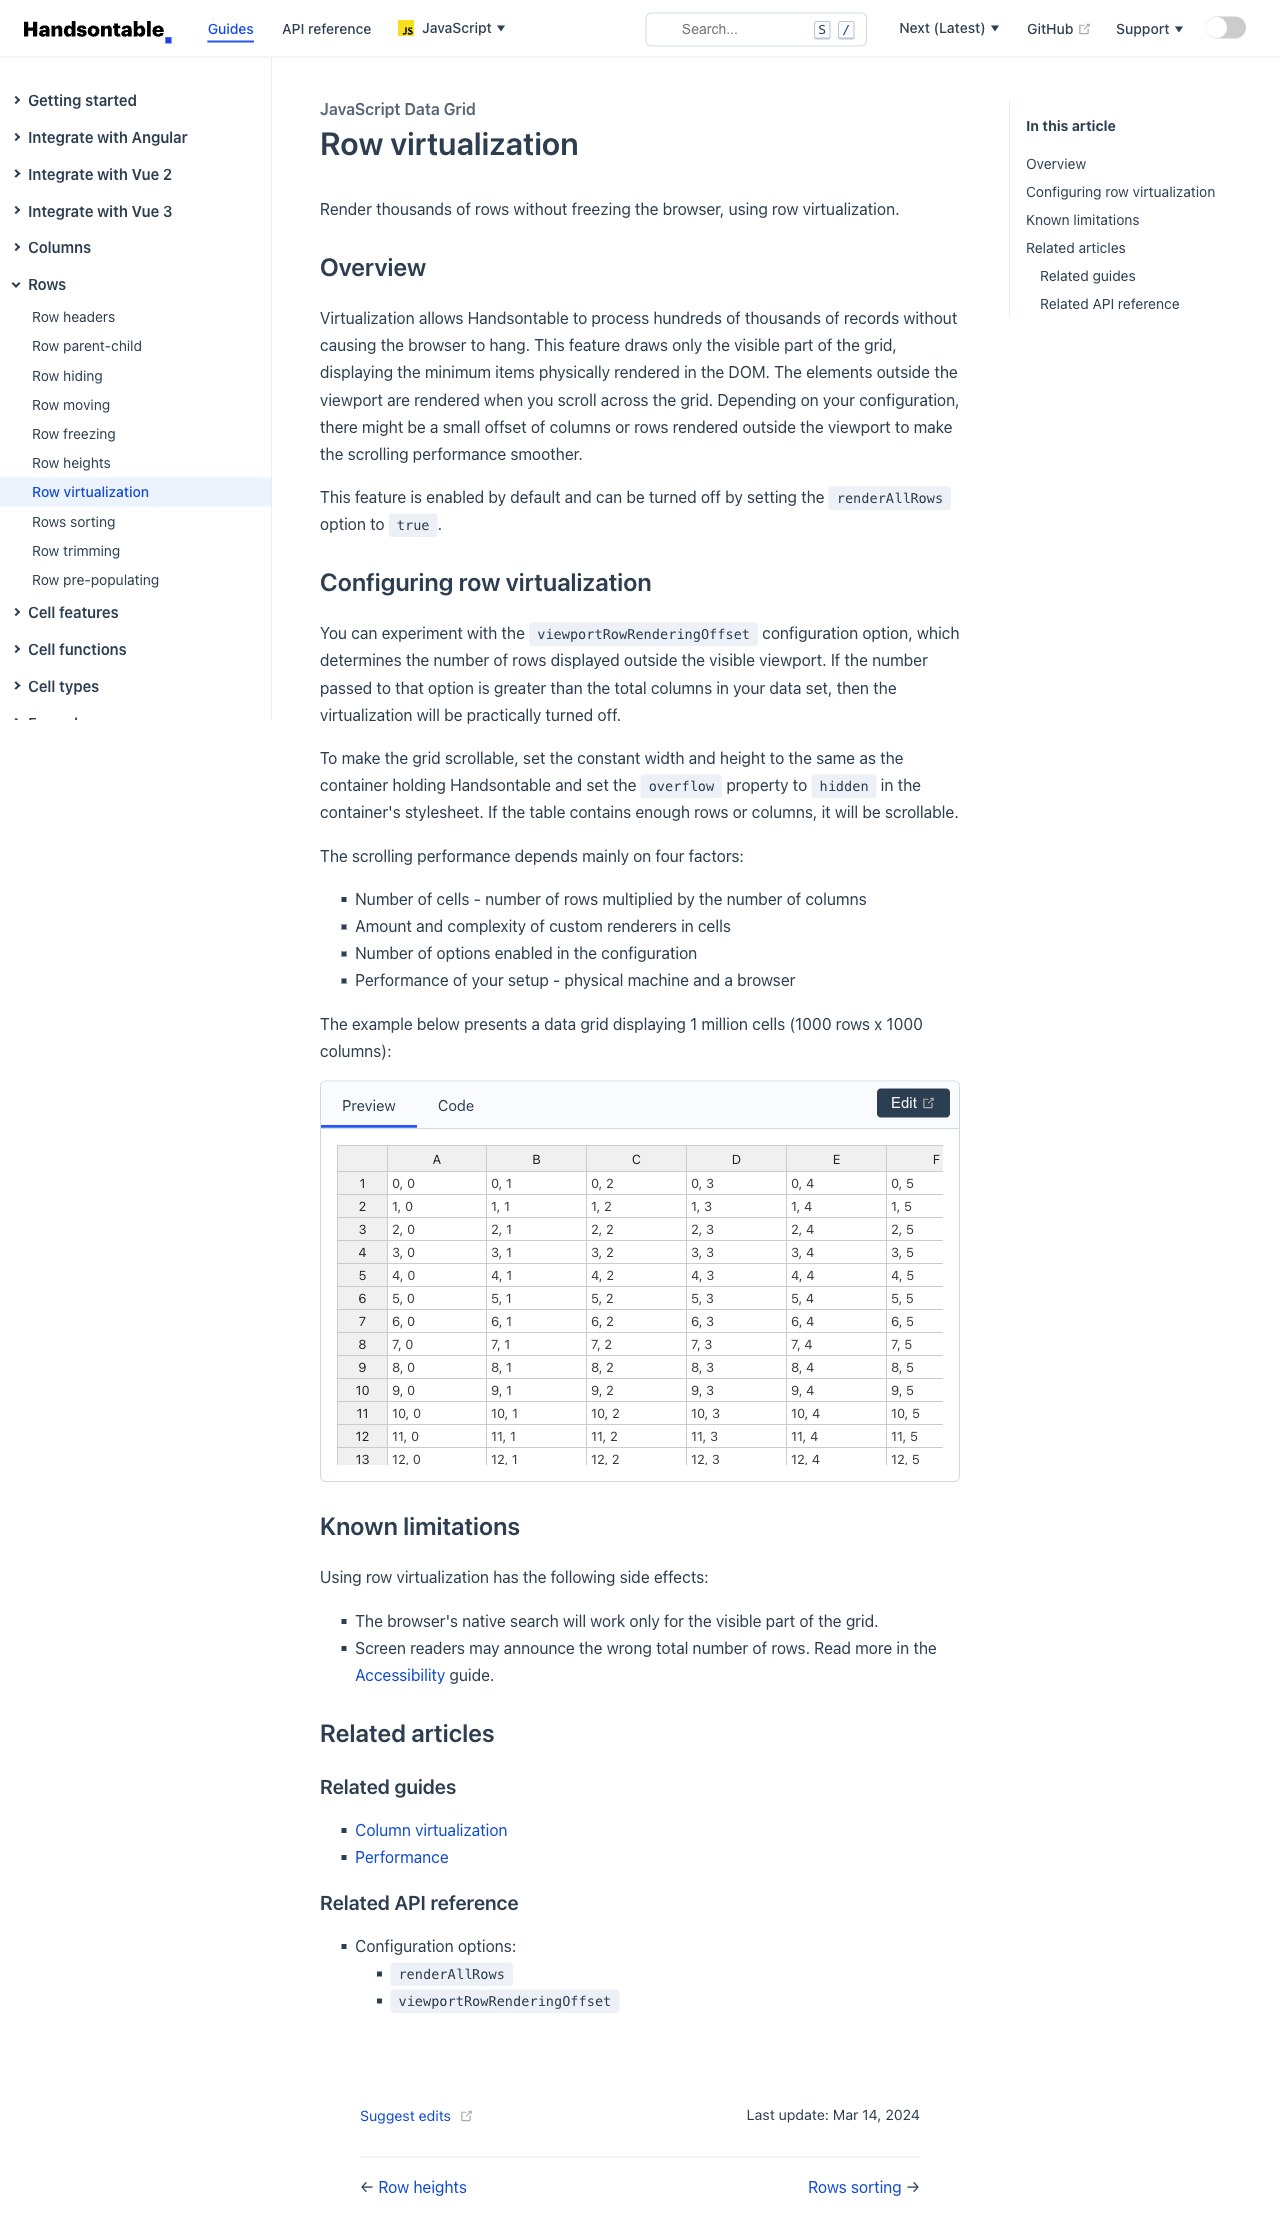 Handsontable
Guides
API reference
JS JavaScript
Search...
S /
Next (Latest)
GitHub
Support
Getting started
Integrate with Angular
Integrate with Vue 2
Integrate with Vue 3
Columns
Rows
Row headers
Row parent-child
Row hiding
Row moving
Row freezing
Row heights
Row virtualization
Rows sorting
Row trimming
Row pre-populating
Cell features
Cell functions
Cell types
JavaScript Data Grid
Row virtualization
Render thousands of rows without freezing the browser, using row virtualization.
Overview
Virtualization allows Handsontable to process hundreds of thousands of records without
causing the browser to hang. This feature draws only the visible part of the grid,
displaying the minimum items physically rendered in the DOM. The elements outside the
viewport are rendered when you scroll across the grid. Depending on your configuration,
there might be a small offset of columns or rows rendered outside the viewport to make
the scrolling performance smoother.
This feature is enabled by default and can be turned off by setting the renderAllRows
option to true .
Configuring row virtualization
You can experiment with the viewportRowRenderingOffset configuration option, which
determines the number of rows displayed outside the visible viewport. If the number
passed to that option is greater than the total columns in your data set, then the
virtualization will be practically turned off.
To make the grid scrollable, set the constant width and height to the same as the
container holding Handsontable and set the overflow property to hidden in the
container's stylesheet. If the table contains enough rows or columns, it will be scrollable.
The scrolling performance depends mainly on four factors:
Number of cells - number of rows multiplied by the number of columns
Amount and complexity of custom renderers in cells
Number of options enabled in the configuration
Performance of your setup - physical machine and a browser
The example below presents a data grid displaying 1 million cells (1000 rows x 1000
columns):
Preview Code Edit
A B C D E F
1 0, 0 0, 1 0, 2 0, 3 0, 4 0, 5
2 1, 0 1, 1 1, 2 1, 3 1, 4 1, 5
3 2, 0 2, 1 2, 2 2, 3 2, 4 2, 5
4 3, 0 3, 1 3, 2 3, 3 3, 4 3, 5
5 4, 0 4, 1 4, 2 4, 3 4, 4 4, 5
6 5, 0 5, 1 5, 2 5, 3 5, 4 5, 5
7 6, 0 6, 1 6, 2 6, 3 6, 4 6, 5
8 7, 0 7, 1 7, 2 7, 3 7, 4 7, 5
9 8, 0 8, 1 8, 2 8, 3 8, 4 8, 5
10 9, 0 9, 1 9, 2 9, 3 9, 4 9, 5
11 10, 0 10, 1 10, 2 10, 3 10, 4 10, 5
12 11, 0 11, 1 11, 2 11, 3 11, 4 11, 5
13 12, 0 12, 1 12, 2 12, 3 12, 4 12, 5
Known limitations
Using row virtualization has the following side effects:
The browser's native search will work only for the visible part of the grid.
Screen readers may announce the wrong total number of rows. Read more in the
Accessibility guide.
Related articles
Related guides
Column virtualization
Performance
Related API reference
Configuration options:
renderAllRows
viewportRowRenderingOffset
Suggest edits
Last update: Mar 14, 2024
← Row heights
Rows sorting →
In this article
Overview
Configuring row virtualization
Known limitations
Related articles
Related guides
Related API reference